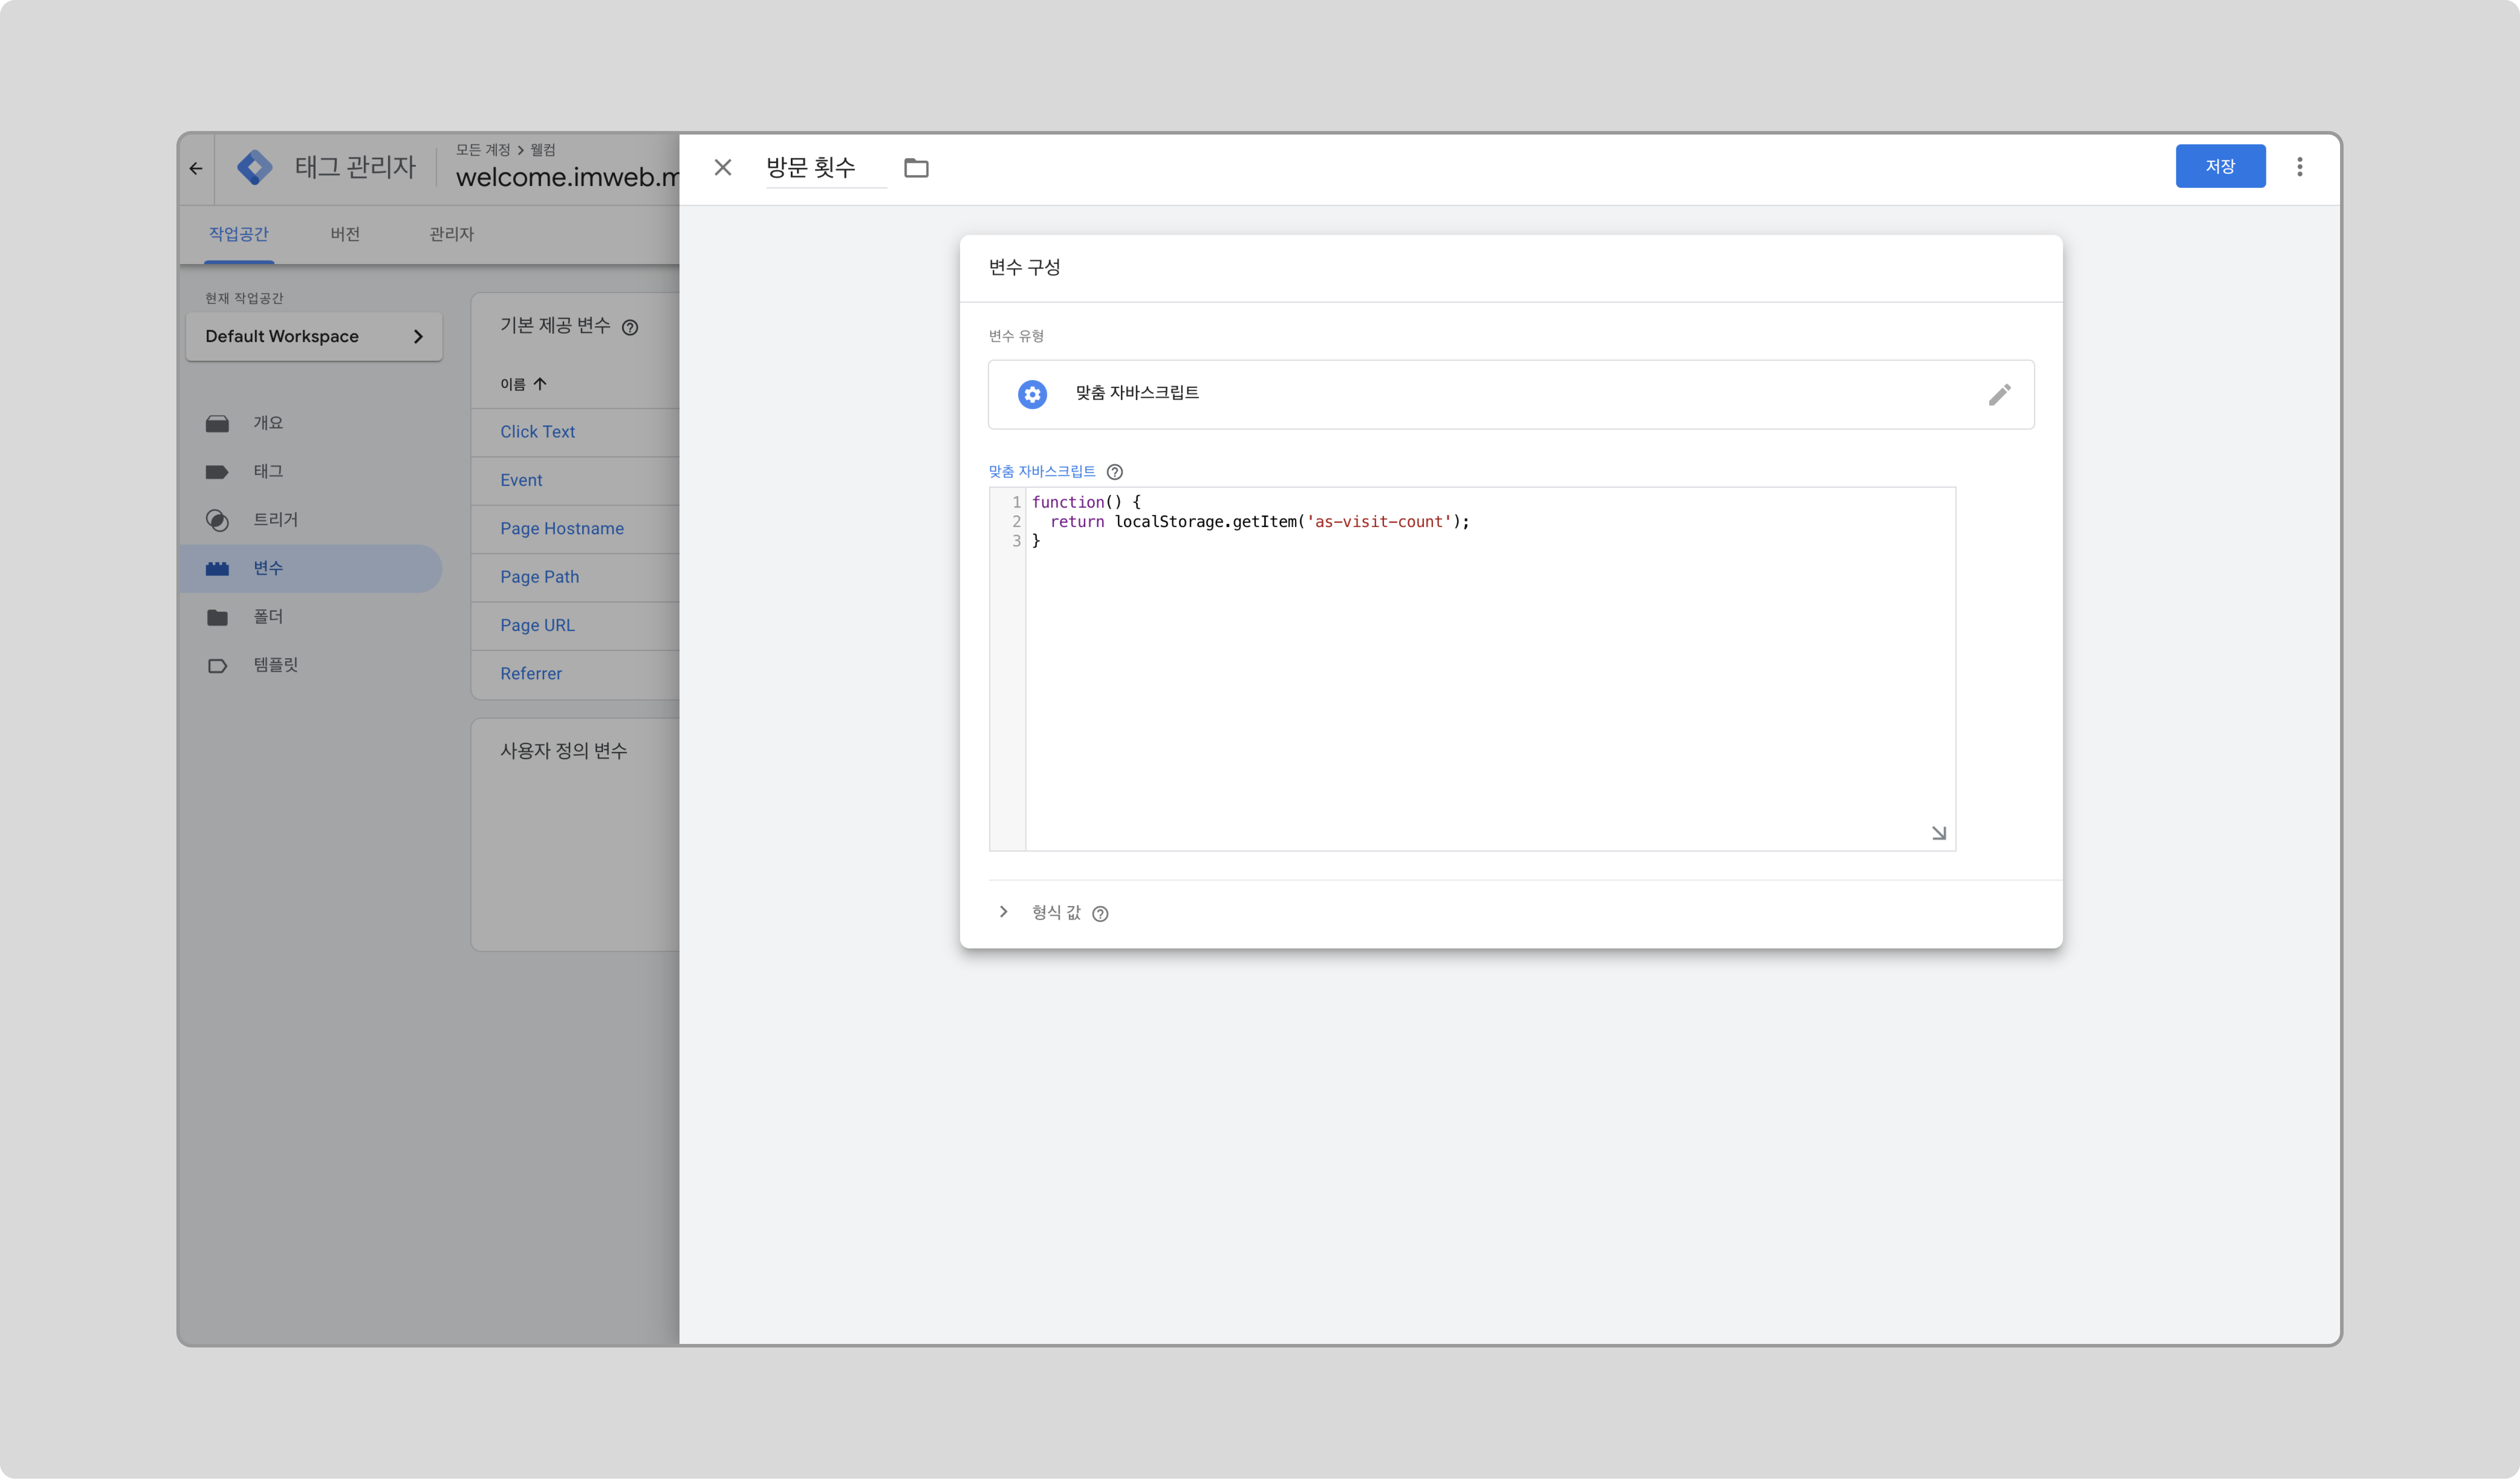 태그 관리자
모든 계정 > 웰컴
welcome.imweb.m
작업공간 버전 관리자
현재 작업공간
Default Workspace
개요
태그
트리거
변수
폴더
템플릿
기본 제공 변수
이름
Click Text
Event
Page Hostname
Page Path
Page URL
Referrer
사용자 정의 변수
방문 횟수
저장
변수 구성
변수 유형
맞춤 자바스크립트
맞춤 자바스크립트
1 function() {
2 return localStorage.getItem('as-visit-count');
3 }
형식 값